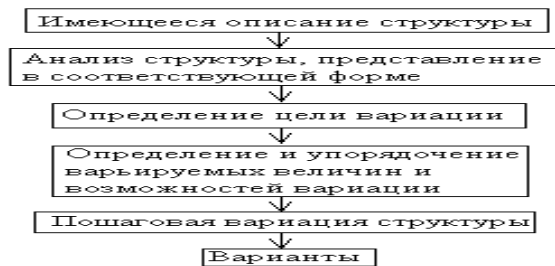 Имеющееся описание структуры
Анализ структуры, представление
в соответствующей форме
Определение цели вариации
Определение и упорядочение
варьируемых величин и
возможностей вариации
Пошаговая вариация структуры
Варианты